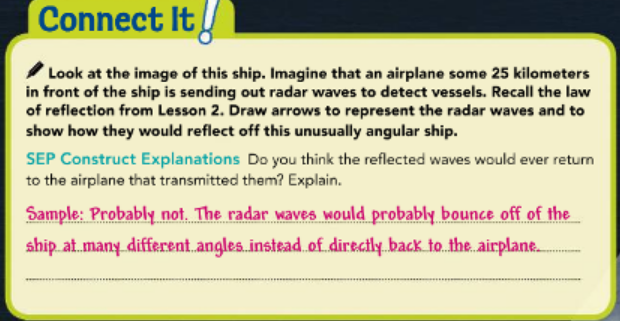 Connect It!
Look at the image of this ship. Imagine that an airplane some 25 kilometers
in front of the ship is sending out radar waves to detect vessels. Recall the law
of reflection from Lesson 2. Draw arrows to represent the radar waves and to
show how they would reflect off this unusually angular ship.
SEP Construct Explanations Do you think the reflected waves would ever return
to the airplane that transmitted them? Explain.
Sample: Probably not. The radar waves would probably bounce off of the
ship at many different angles instead of directly back to the airplane.